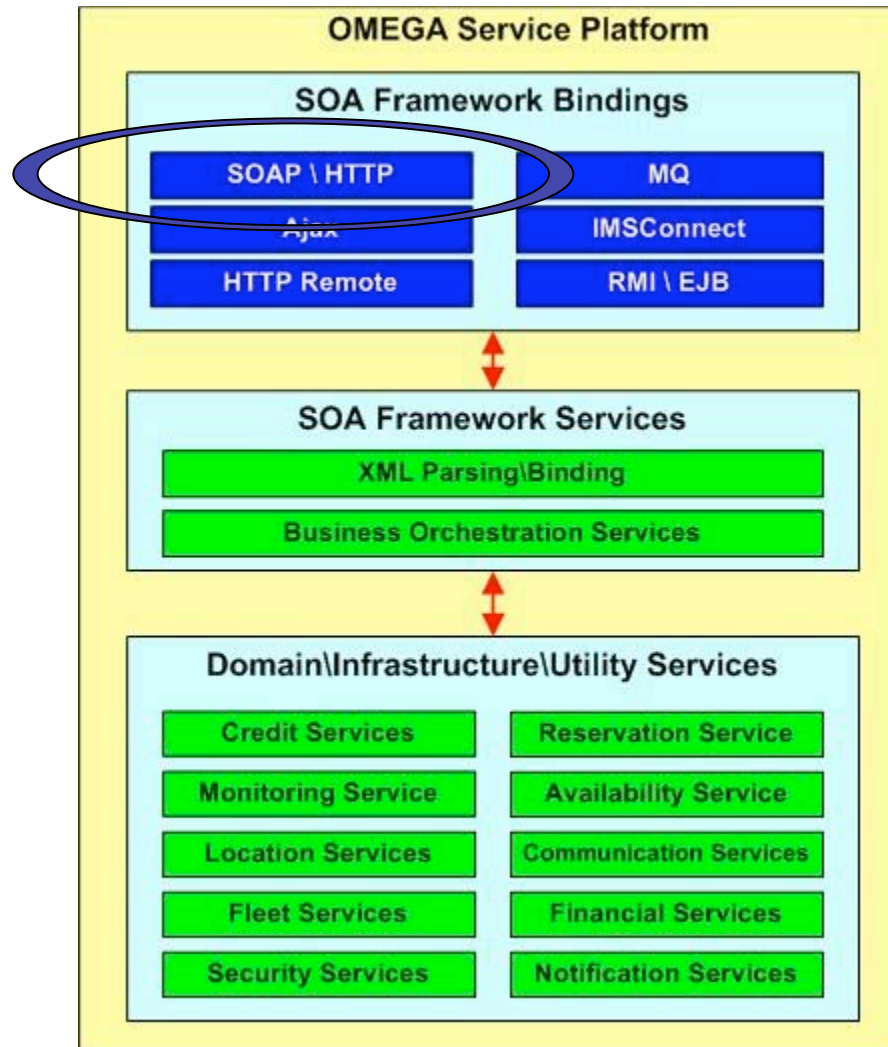 OMEGA Service Platform
SOA Framework Bindings
SOAP \ HTTP
MQ
Ajax
IMSConnect
HTTP Remote
RMI \ EJB
SOA Framework Services
XML Parsing\Binding
Business Orchestration Services
Domain\Infrastructure\Utility Services
Credit Services
Reservation Service
Monitoring Service
Availability Service
Location Services
Communication Services
Fleet Services
Financial Services
Security Services
Notification Services